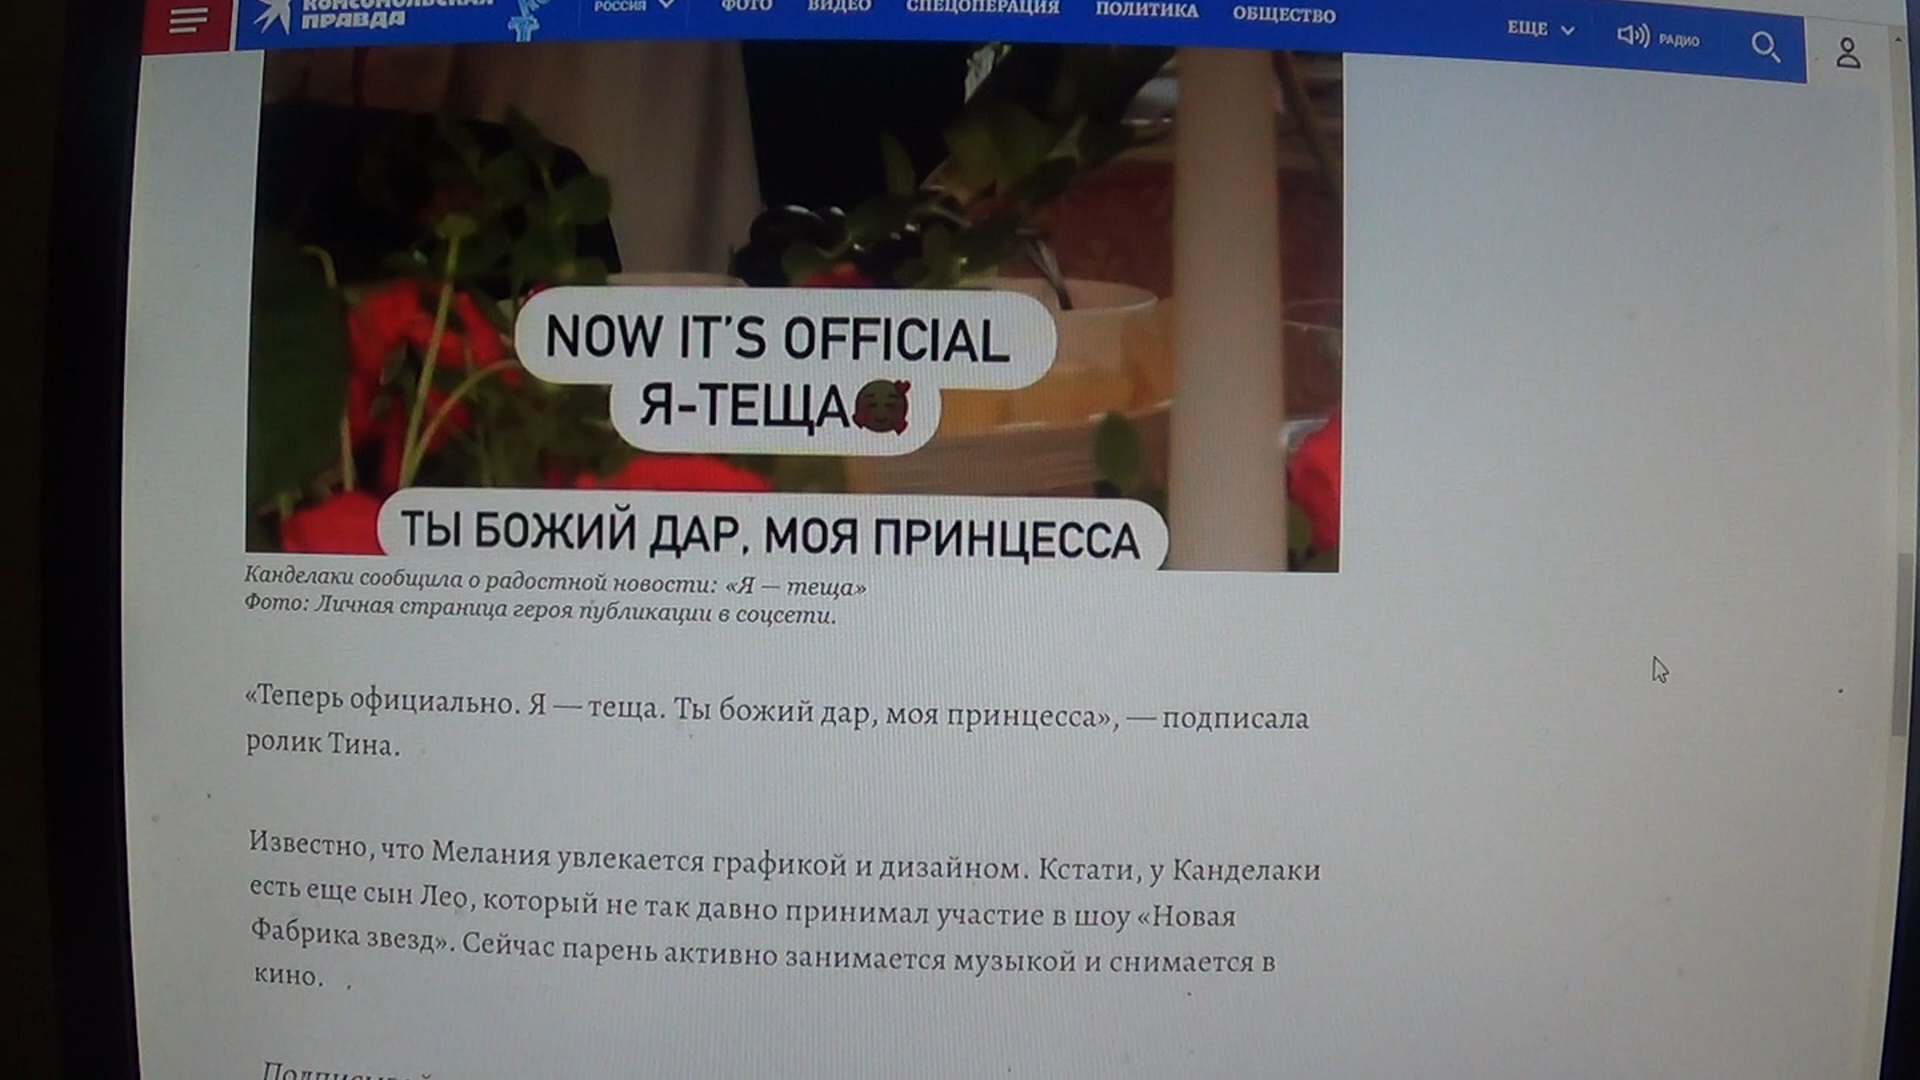 КОМСОМОЛЬСКАЯ
ПРАВДА
РОССИЯ
ФОТО
ВИДЕО
СПЕЦОПЕРАЦИЯ
ПОЛИТИКА
ОБЩЕСТВО
ЕЩЕ
РАДИО
NOW IT'S OFFICIAL
Я-ТЕЩА
ТЫ БОЖИЙ ДАР, МОЯ ПРИНЦЕССА
Канделаки сообщила о радостной новости: «Я — теща»
Фото: Личная страница героя публикации в соцсети.
«Теперь официально. Я — теща. Ты божий дар, моя принцесса», — подписала
ролик Тина.
Известно, что Мелания увлекается графикой и дизайном. Кстати, у Канделаки
есть еще сын Лео, который не так давно принимал участие в шоу «Новая
Фабрика звезд». Сейчас парень активно занимается музыкой и снимается в
кино.